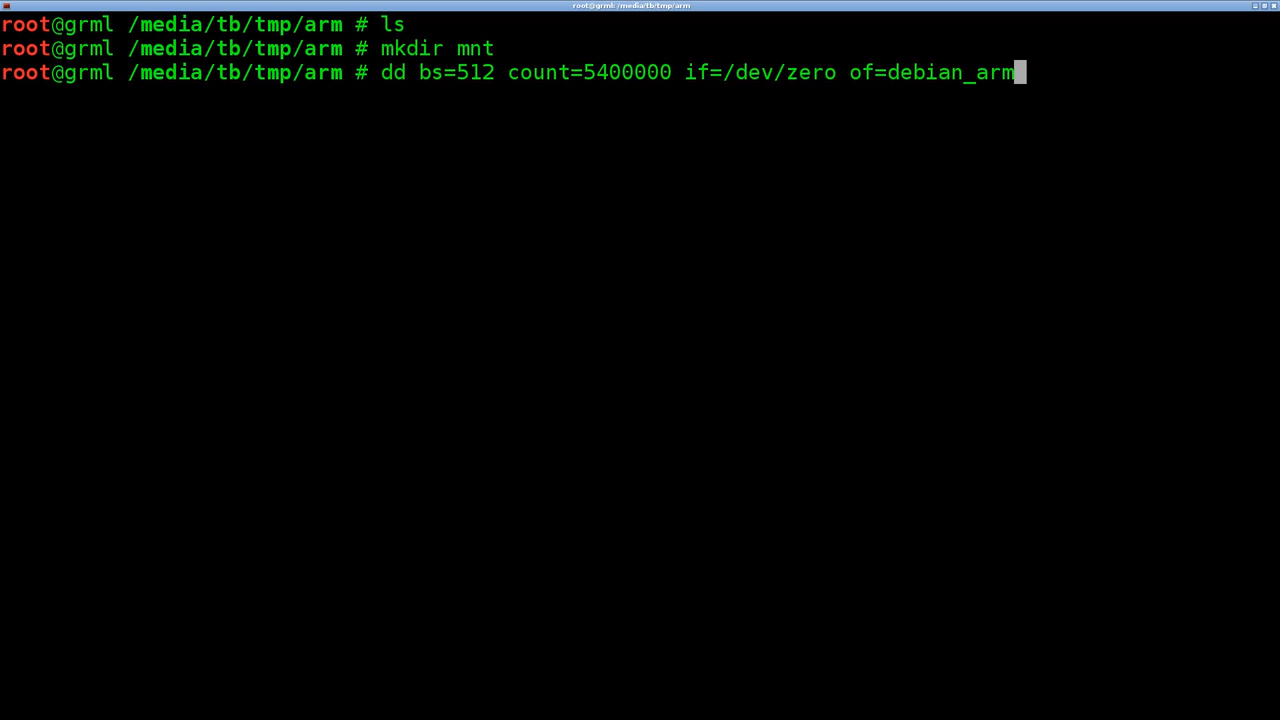 root@grml: /media/tb/tmp/arm
root@grml /media/tb/tmp/arm # ls
root@grml /media/tb/tmp/arm # mkdir mnt
root@grml /media/tb/tmp/arm # dd bs=512 count=5400000 if=/dev/zero of=debian_arm